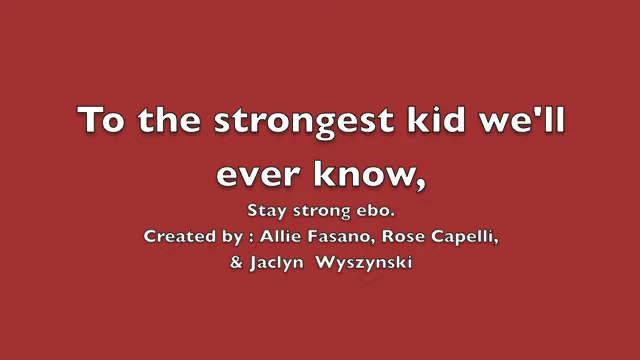 To the strongest kid we'll
ever know,
Stay strong ebo.
Created by : Allie Fasano, Rose Capelli,
& Jaclyn  Wyszynski